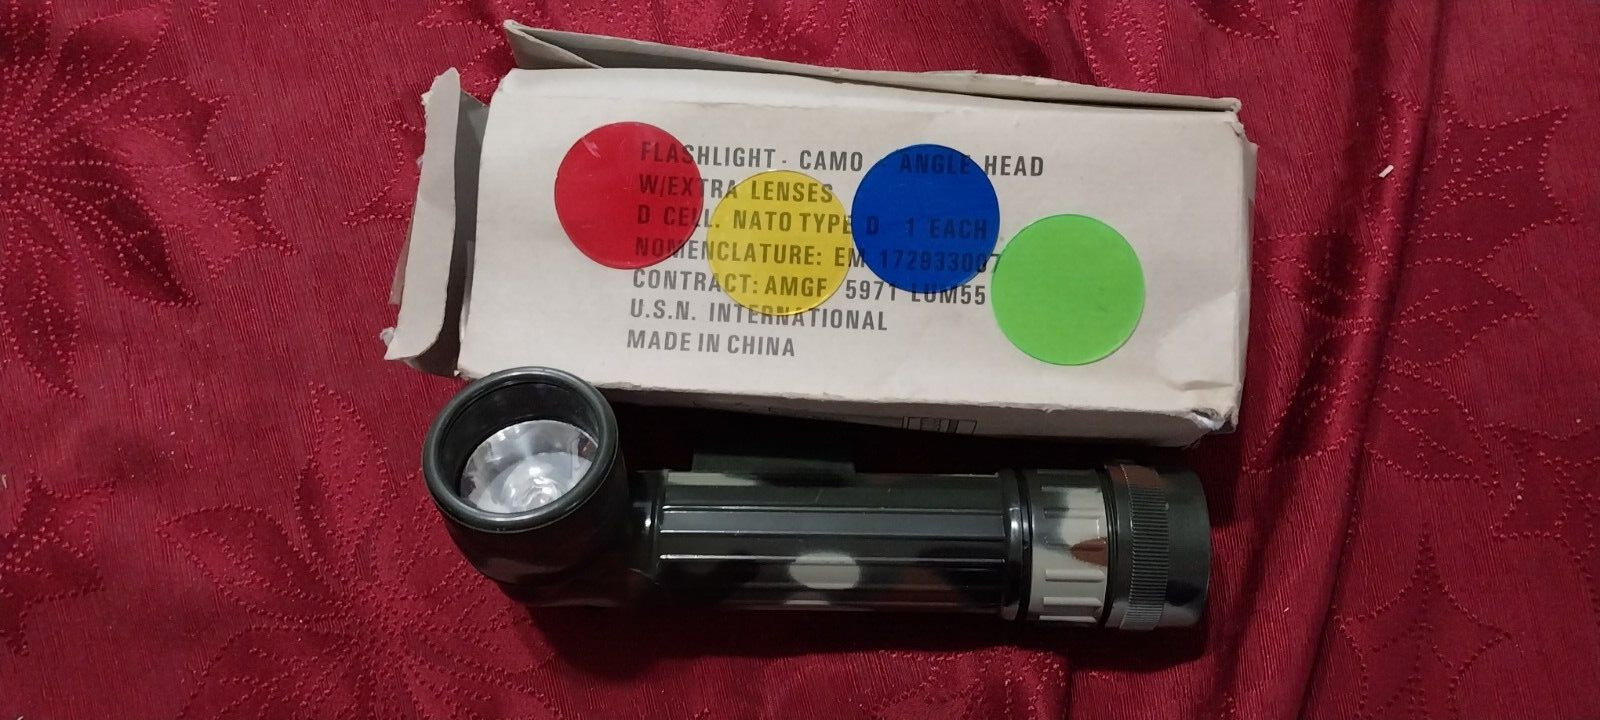 FLASHLIGHT - CAMO - ANGLE HEAD
W/EXTRA LENSES
D CELL. NATO TYPE D 1 EACH
NOMENCLATURE: EM 172933007
CONTRACT: AMGF 5971 LUM55
U.S.N. INTERNATIONAL
MADE IN CHINA